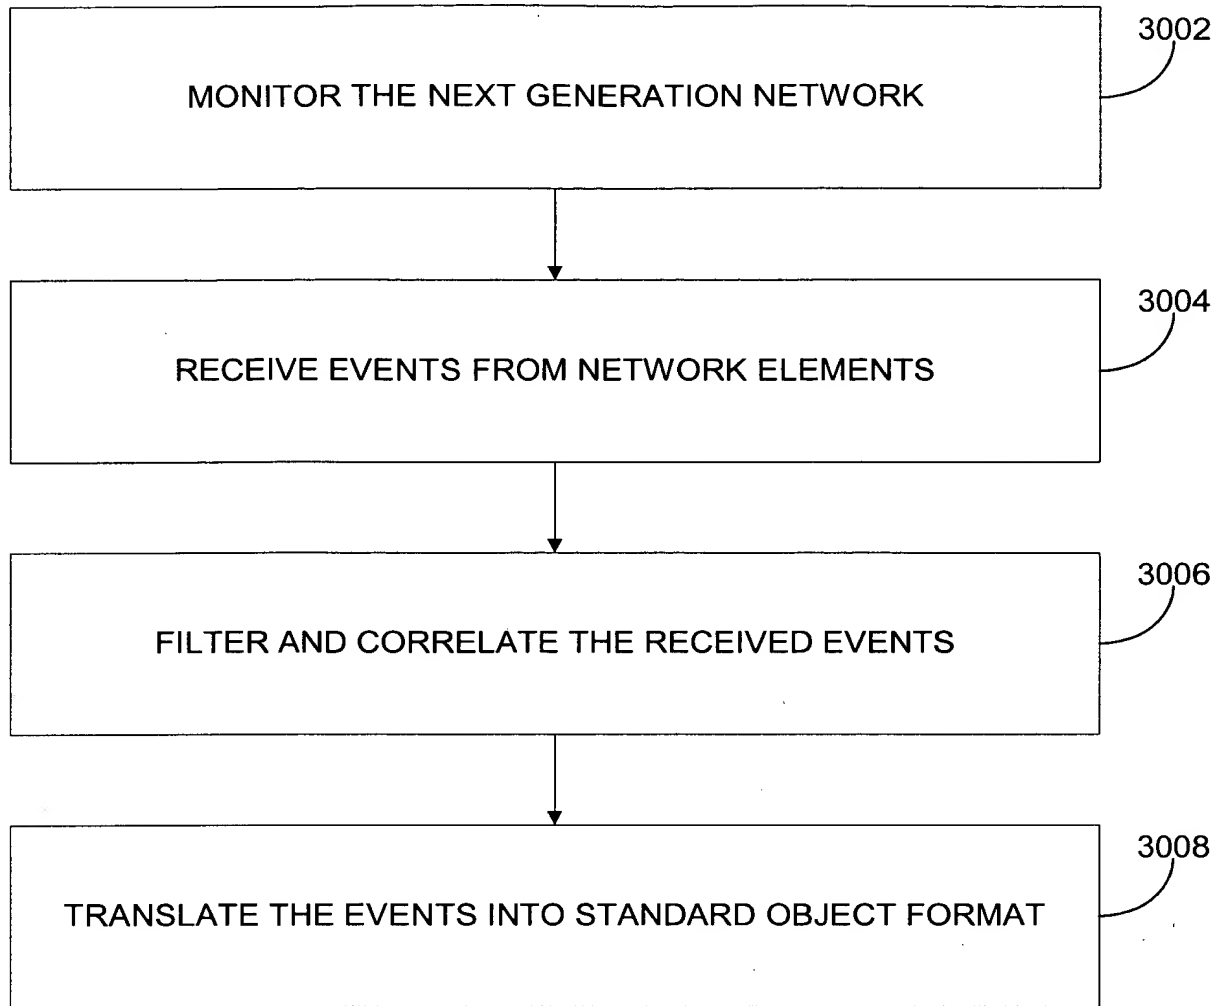 3002
MONITOR THE NEXT GENERATION NETWORK
3004
RECEIVE EVENTS FROM NETWORK ELEMENTS
3006
FILTER AND CORRELATE THE RECEIVED EVENTS
3008
TRANSLATE THE EVENTS INTO STANDARD OBJECT FORMAT